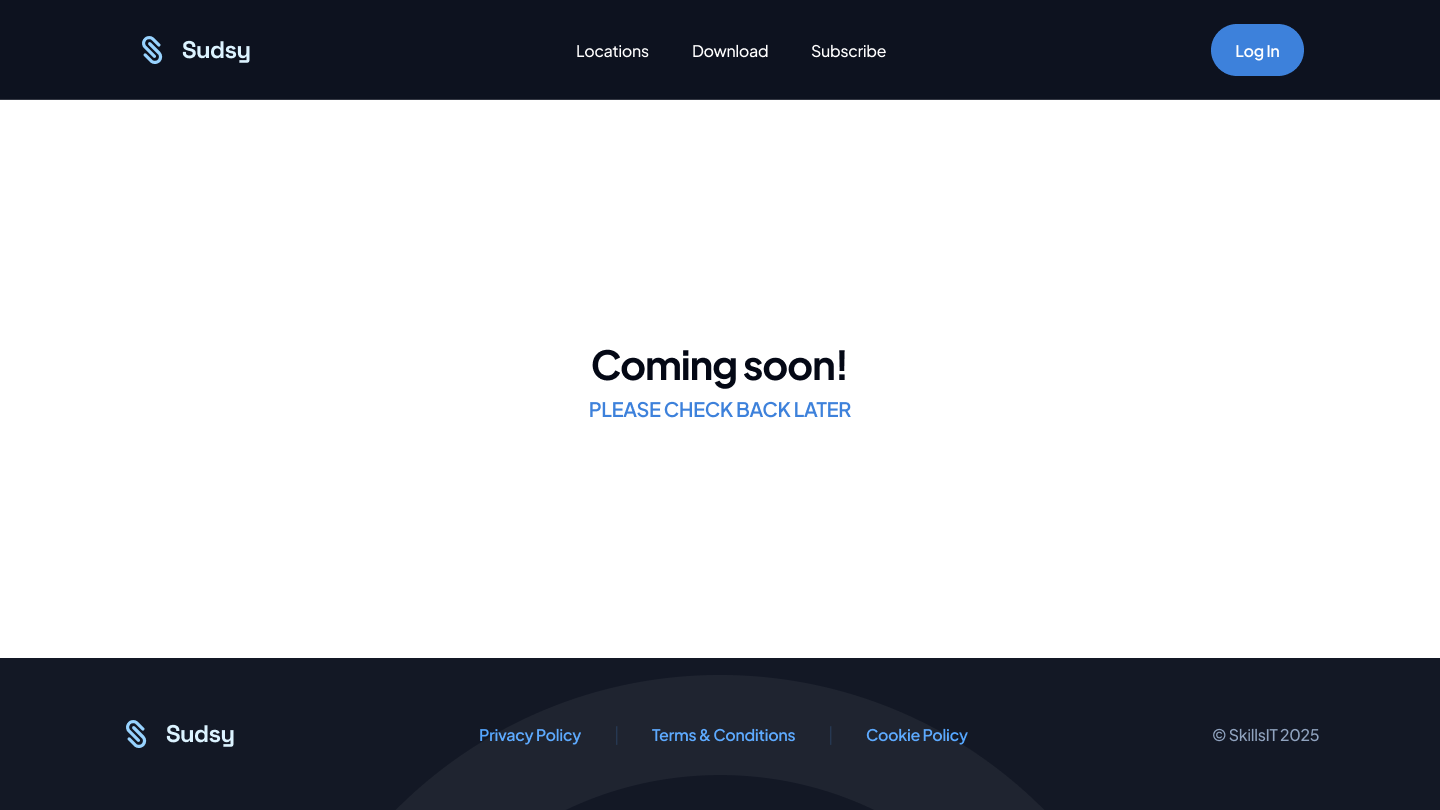 Sudsy
Locations
Download
Subscribe
Log In
Coming soon!
PLEASE CHECK BACK LATER
Sudsy
Privacy Policy
Terms & Conditions
Cookie Policy
© SkillsIT 2025